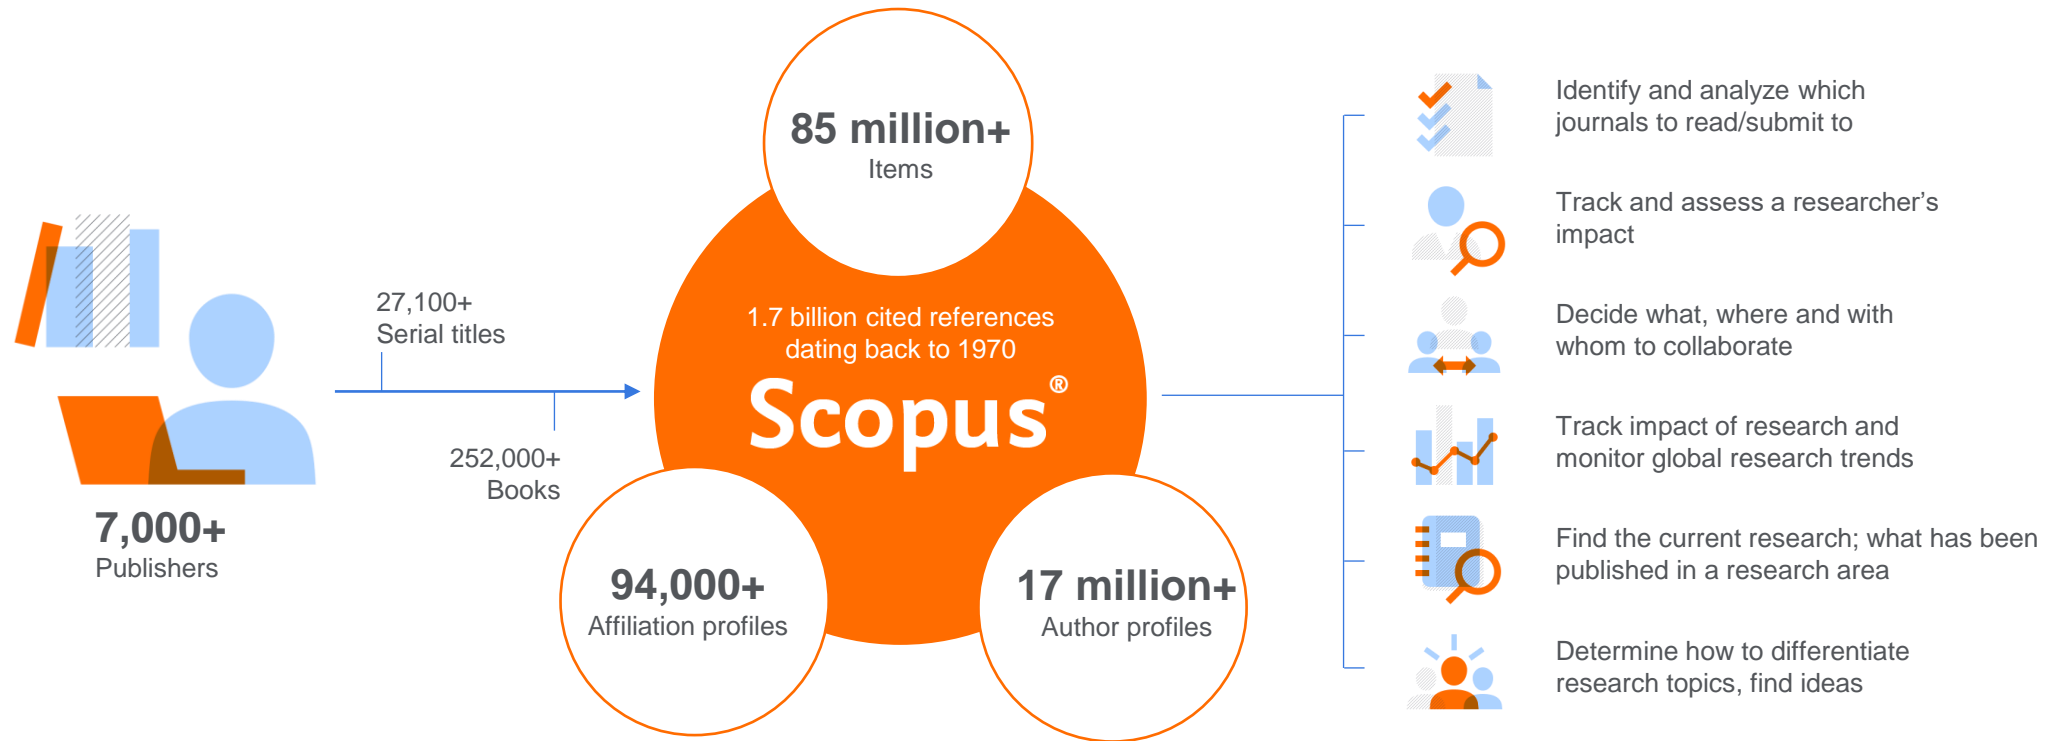 7,000+
Publishers
27,100+
Serial titles
252,000+
Books
85 million+
Items
1.7 billion cited references
dating back to 1970
Scopus®
94,000+
Affiliation profiles
17 million+
Author profiles
Identify and analyze which
journals to read/submit to
Track and assess a researcher’s
impact
Decide what, where and with
whom to collaborate
Track impact of research and
monitor global research trends
Find the current research; what has been
published in a research area
Determine how to differentiate
research topics, find ideas